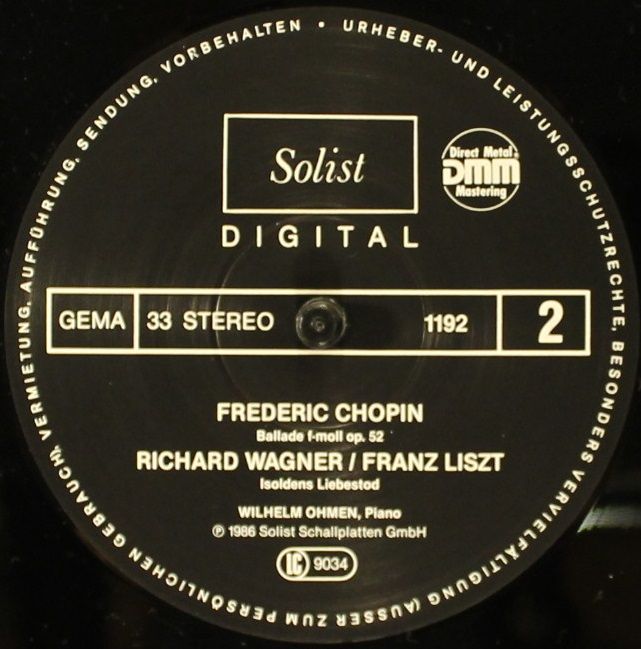 URHEBER- UND LEISTUNGSSCHUTZRECHTE, BESONDERS VERVIELFÄLTIGUNG (AUSSER ZUM PERSÖNLICHEN GEBRAUCH), VERMIETUNG, AUFFÜHRUNG, SENDUNG, VORBEHALTEN •
Solist
Direct Metal
DMM
Mastering
DIGITAL
GEMA 33 STEREO 1192 2
FREDERIC CHOPIN
Ballade f-moll op. 52
RICHARD WAGNER / FRANZ LISZT
Isoldens Liebestod
WILHELM OHMEN, Piano
℗ 1986 Solist Schallplatten GmbH
LC 9034